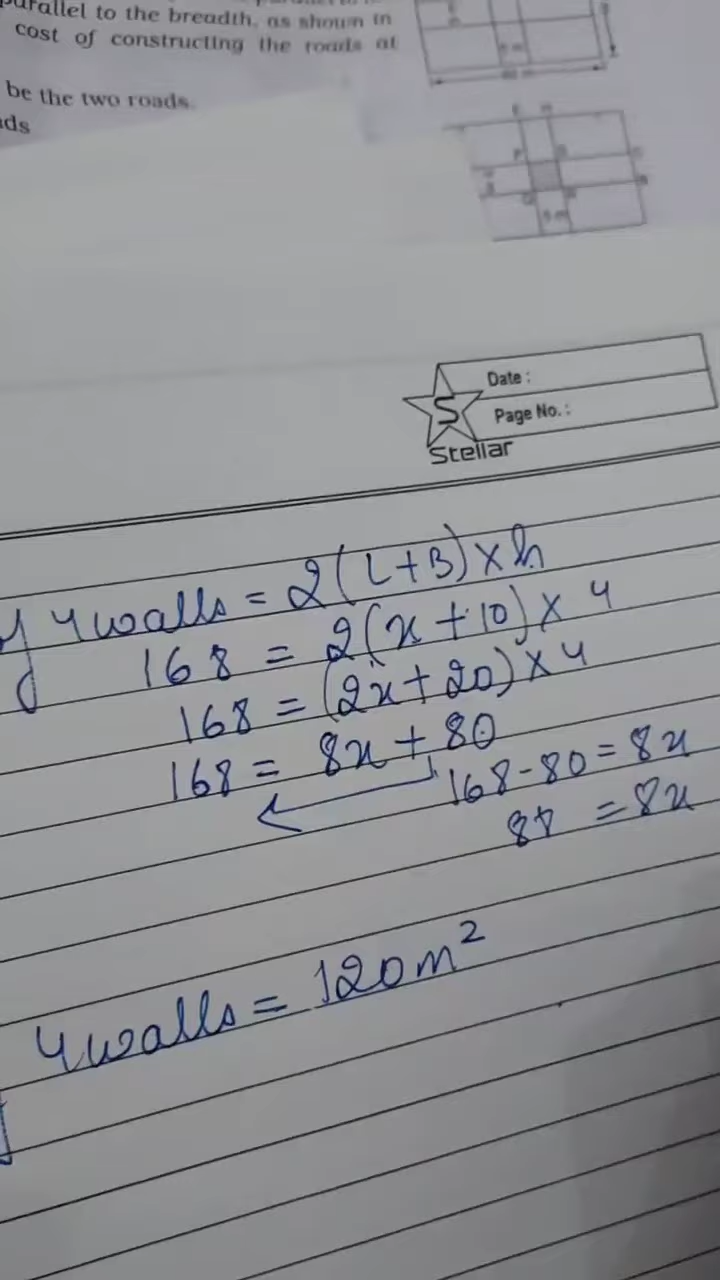 parallel to the breadth, as shown in
cost of constructing the roads at
be the two roads.
Date :
Page No. :
S
Stellar
4 walls = 2(L+B) × h
168 = 2(x + 10) × 4
168 = (2x + 20) × 4
168 = 8x + 80
168 - 80 = 8x
88 = 8x
4 walls = 120 m²